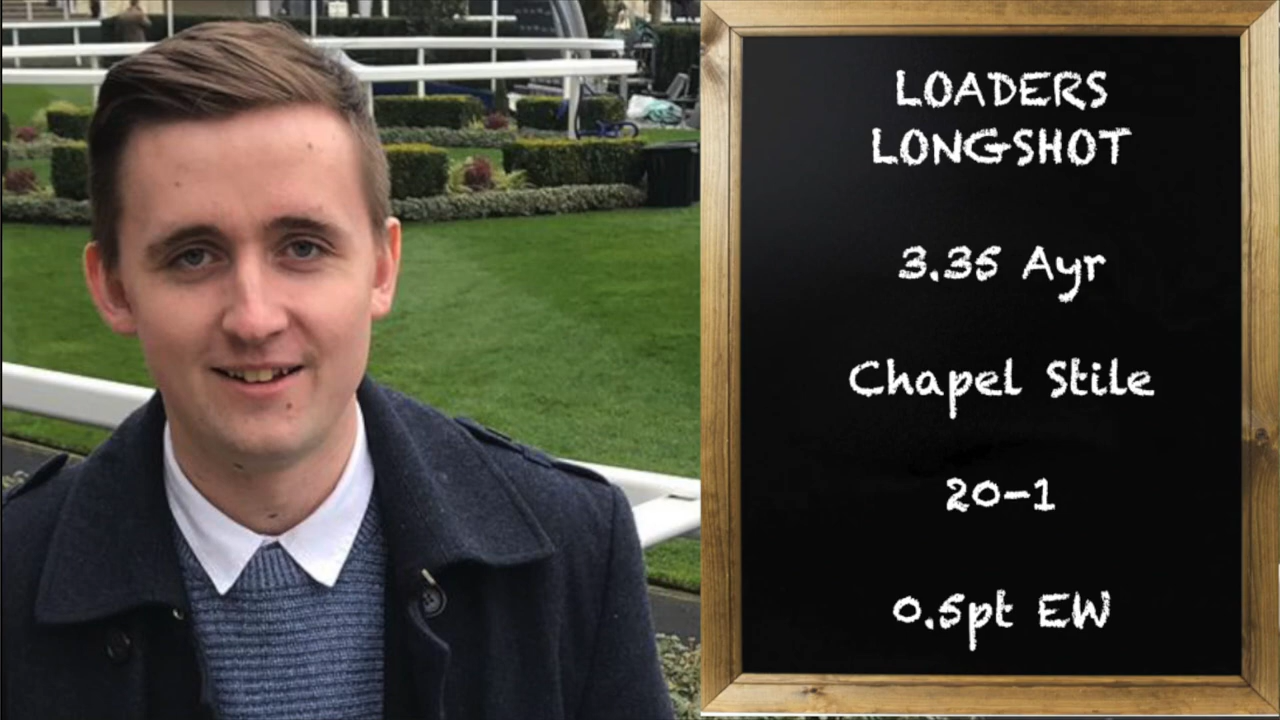 LOADERS
LONGSHOT
3.35 Ayr
Chapel Stile
20-1
0.5pt EW